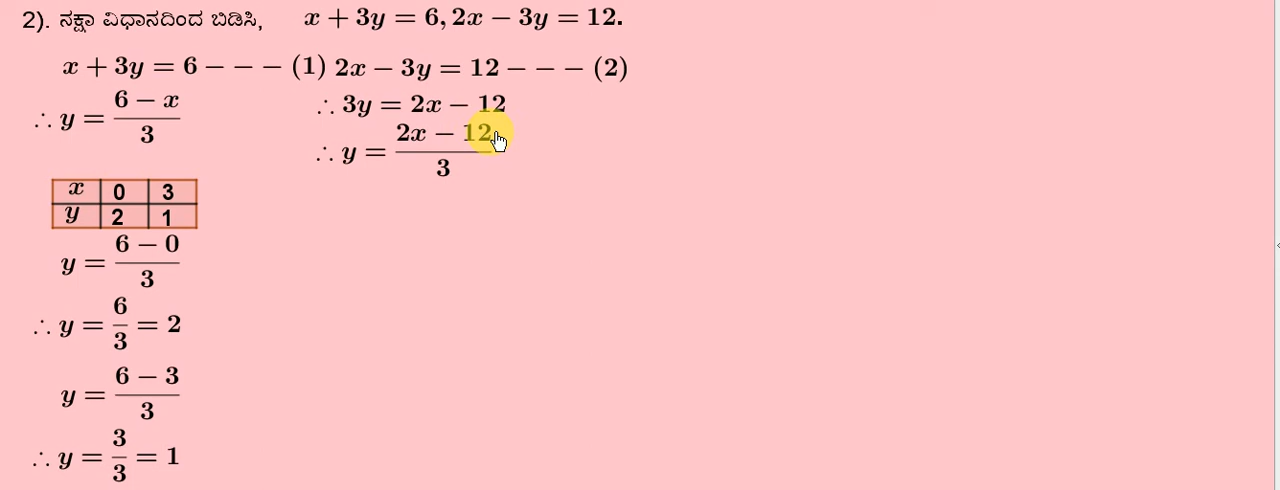 2). ನಕ್ಷಾ ವಿಧಾನದಿಂದ ಬಿಡಿಸಿ, x + 3y = 6, 2x − 3y = 12.
x + 3y = 6 − − − (1) 2x − 3y = 12 − − − (2)
∴ y = (6 − x)/3
∴ 3y = 2x − 12
∴ y = (2x − 12)/3
x 0 3
y 2 1
y = (6 − 0)/3
∴ y = 6/3 = 2
y = (6 − 3)/3
∴ y = 3/3 = 1